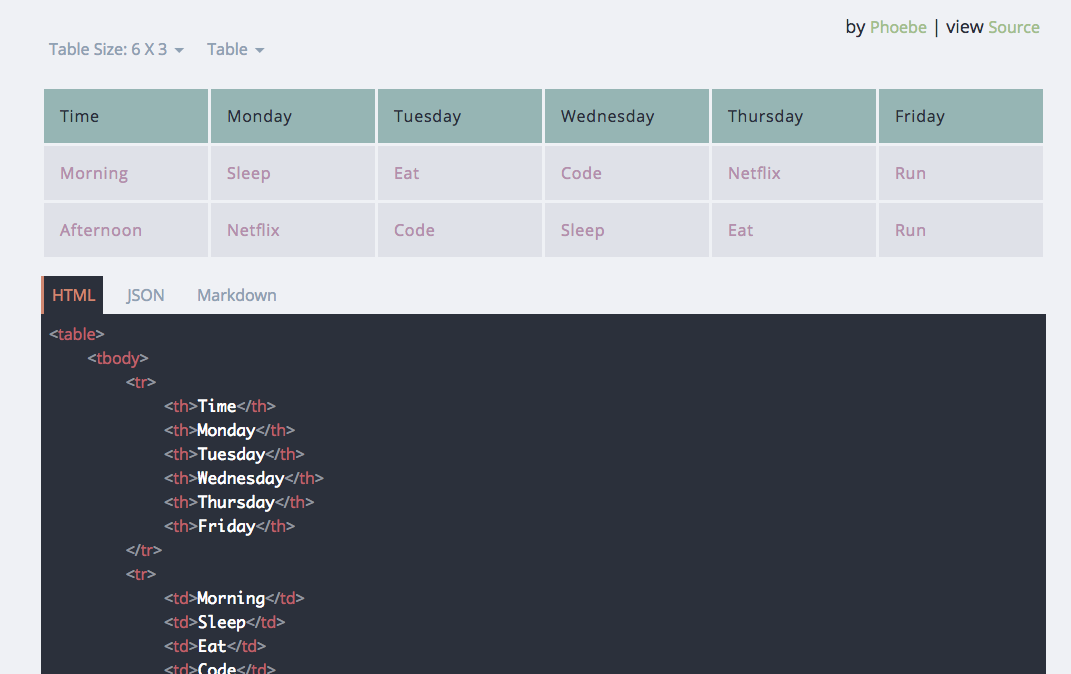 by Phoebe | view Source
Table Size: 6 X 3 Table
Time Monday Tuesday Wednesday Thursday Friday
Morning Sleep Eat Code Netflix Run
Afternoon Netflix Code Sleep Eat Run
HTML JSON Markdown
<table>
<tbody>
<tr>
<th>Time</th>
<th>Monday</th>
<th>Tuesday</th>
<th>Wednesday</th>
<th>Thursday</th>
<th>Friday</th>
</tr>
<tr>
<td>Morning</td>
<td>Sleep</td>
<td>Eat</td>
<td>Code</td>